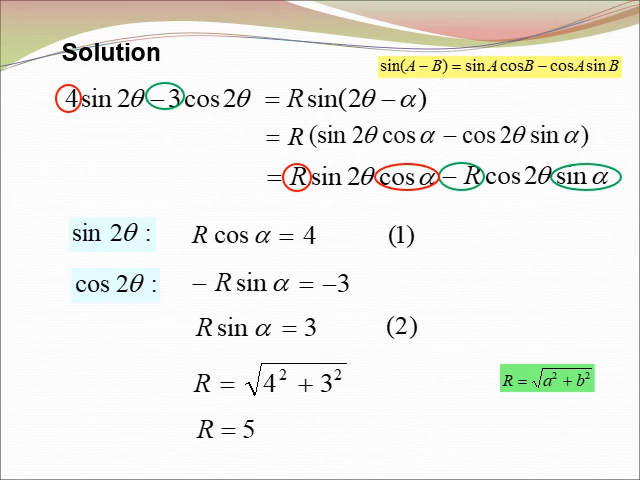 Solution
sin(A − B) = sin A cos B − cos A sin B
4 sin 2θ − 3 cos 2θ = R sin(2θ − α)
= R (sin 2θ cos α − cos 2θ sin α)
= R sin 2θ cos α − R cos 2θ sin α
sin 2θ : R cos α = 4 (1)
cos 2θ : − R sin α = −3
R sin α = 3 (2)
R = √(4² + 3²)
R = √(a² + b²)
R = 5